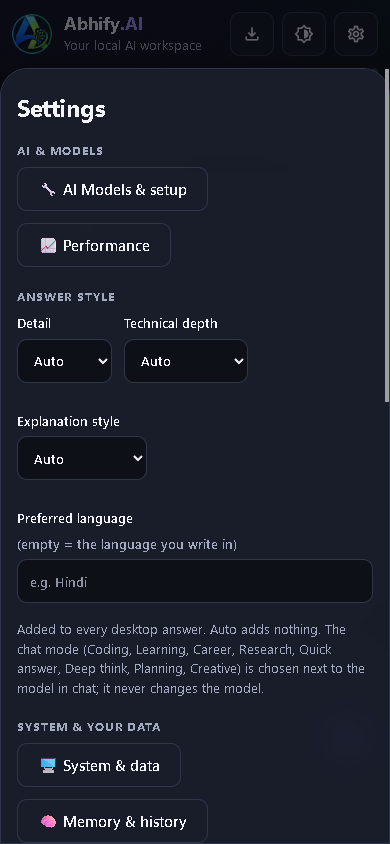 Abhify.AI
Your local AI workspace
Settings
AI & MODELS
AI Models & setup
Performance
ANSWER STYLE
Detail
Technical depth
Auto
Auto
Explanation style
Auto
Preferred language
(empty = the language you write in)
e.g. Hindi
Added to every desktop answer. Auto adds nothing. The
chat mode (Coding, Learning, Career, Research, Quick
answer, Deep think, Planning, Creative) is chosen next to the
model in chat; it never changes the model.
SYSTEM & YOUR DATA
System & data
Memory & history